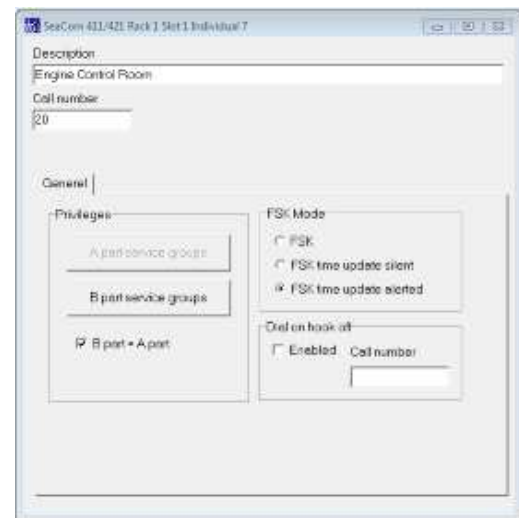 SeaCom 411/421 Rack 1 Slot 1 Individual 7
Description
Engine Control Room
Call number
20
General
Privileges
A part service groups
B part service groups
B part = A part
FSK Mode
FSK
FSK time update silent
FSK time update alerted
Dial on hook off
Enabled Call number